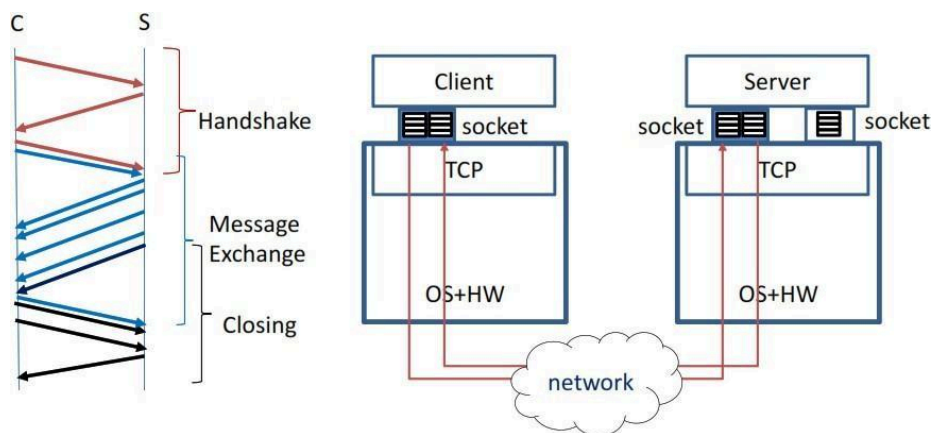 C
S
Handshake
Message
Exchange
Closing
Client
socket
TCP
OS+HW
Server
socket
socket
TCP
OS+HW
network